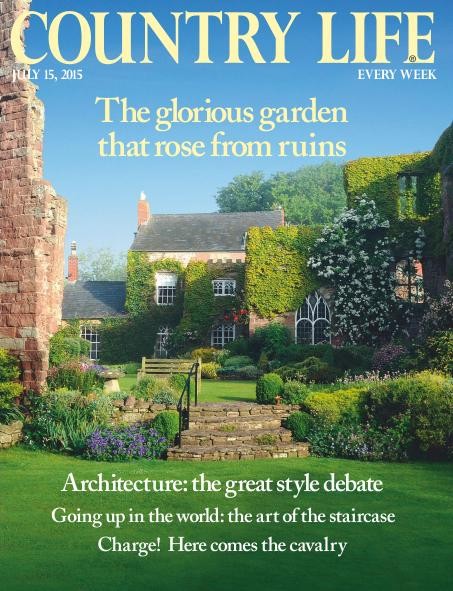 COUNTRY LIFE®
JULY 15, 2015
EVERY WEEK
The glorious garden
that rose from ruins
Architecture: the great style debate
Going up in the world: the art of the staircase
Charge! Here comes the cavalry